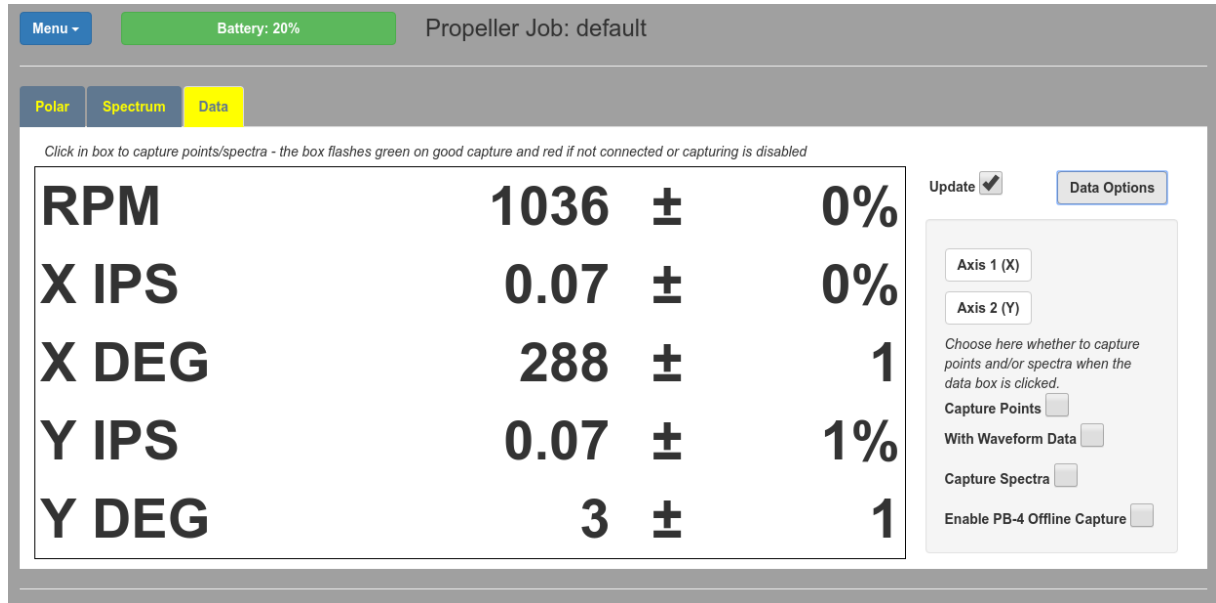 Menu
Battery: 20%
Propeller Job: default
Polar
Spectrum
Data
Click in box to capture points/spectra - the box flashes green on good capture and red if not connected or capturing is disabled
RPM 1036 ± 0%
X IPS 0.07 ± 0%
X DEG 288 ± 1
Y IPS 0.07 ± 1%
Y DEG 3 ± 1
Update
Data Options
Axis 1 (X)
Axis 2 (Y)
Choose here whether to capture
points and/or spectra when the
data box is clicked.
Capture Points
With Waveform Data
Capture Spectra
Enable PB-4 Offline Capture